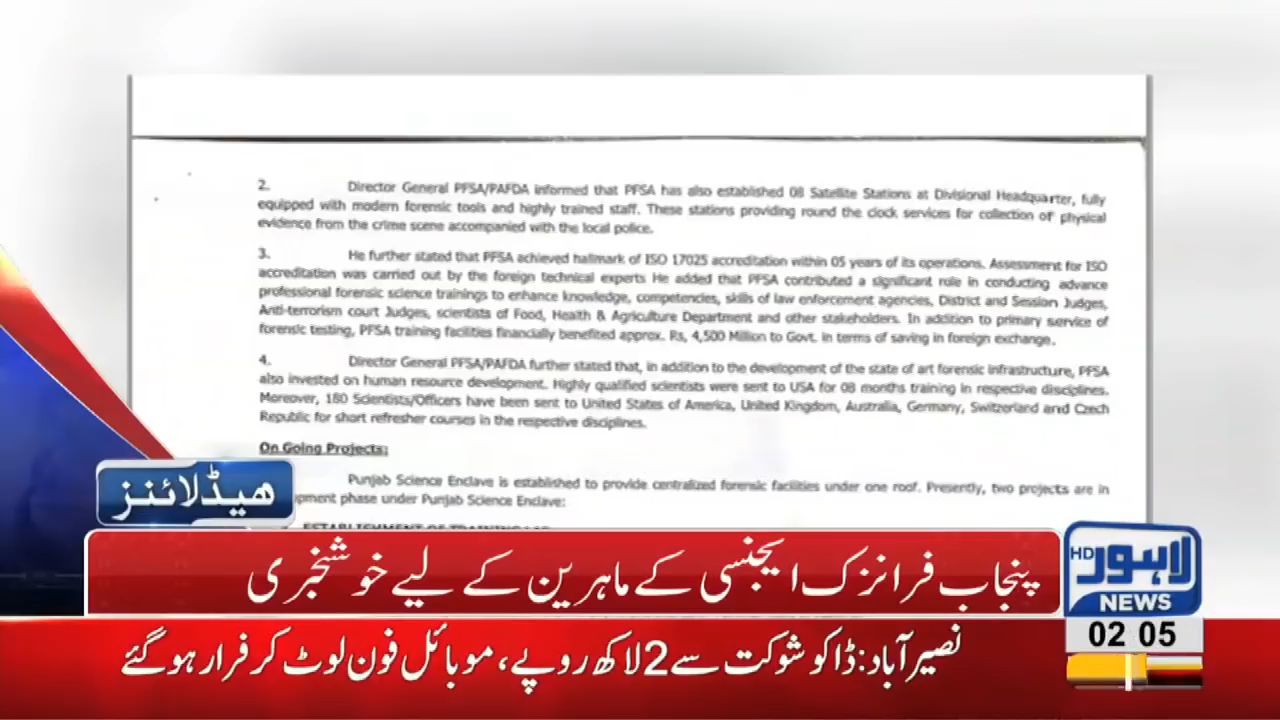 2. Director General PFSA/PAFDA informed that PFSA has also established 08 Satellite Stations at Divisional Headquarter, fully
equipped with modern forensic tools and highly trained staff. These stations providing round the clock services for collection of physical
evidence from the crime scene accompanied with the local police.
3. He further stated that PFSA achieved hallmark of ISO 17025 accreditation within 05 years of its operations. Assessment for ISO
accreditation was carried out by the foreign technical experts He added that PFSA contributed a significant role in conducting advance
professional forensic science trainings to enhance knowledge, competencies, skills of law enforcement agencies, District and Session Judges,
Anti-terrorism court Judges, scientists of Food, Health & Agriculture Department and other stakeholders. In addition to primary service of
forensic testing, PFSA training facilities financially benefited approx. Rs, 4,500 Million to Govt. in terms of saving in foreign exchange.
4. Director General PFSA/PAFDA further stated that, in addition to the development of the state of art forensic infrastructure, PFSA
also invested on human resource development. Highly qualified scientists were sent to USA for 08 months training in respective disciplines.
Moreover, 180 Scientists/Officers have been sent to United States of America, United Kingdom, Australia, Germany, Switzerland and Czech
Republic for short refresher courses in the respective disciplines.
On Going Projects:
Punjab Science Enclave is established to provide centralized forensic facilities under one roof. Presently, two projects are in
pment phase under Punjab Science Enclave:
ESTABLISHMENT OF TRAINING
ہیڈلائنز
پنجاب فرانزک ایجنسی کے ماہرین کے لیے خوشخبری
HD لاہور
NEWS
02 05
نصیر آباد: ڈاکو شوکت سے 2 لاکھ روپے، موبائل فون لوٹ کر فرار ہو گئے